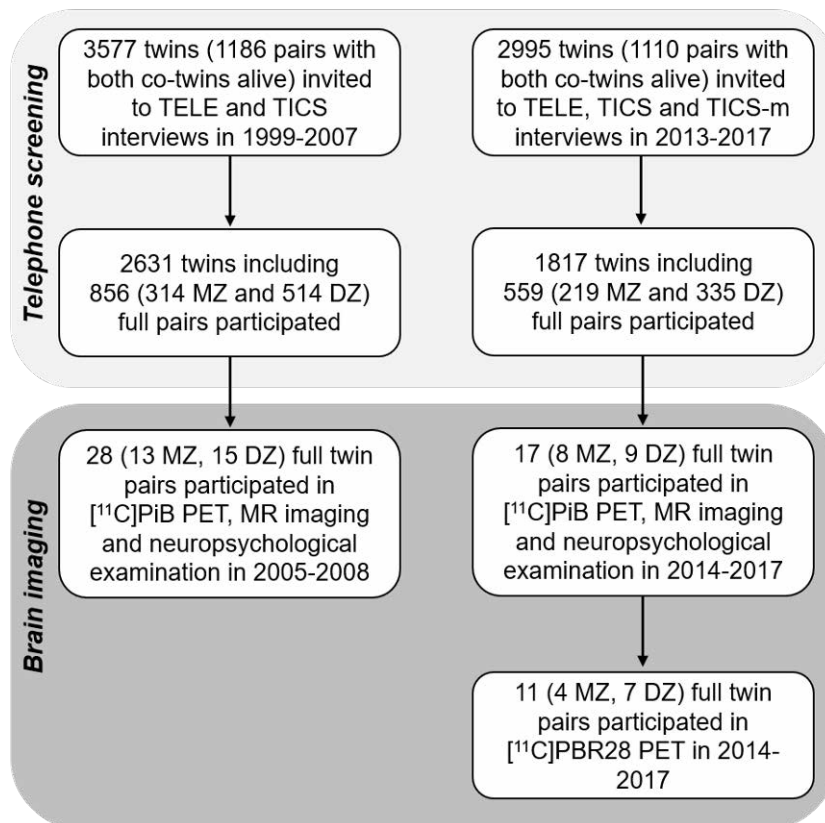 Telephone screening
3577 twins (1186 pairs with
both co-twins alive) invited
to TELE and TICS
interviews in 1999-2007
2995 twins (1110 pairs with
both co-twins alive) invited
to TELE, TICS and TICS-m
interviews in 2013-2017
2631 twins including
856 (314 MZ and 514 DZ)
full pairs participated
1817 twins including
559 (219 MZ and 335 DZ)
full pairs participated
Brain imaging
28 (13 MZ, 15 DZ) full twin
pairs participated in
[¹¹C]PiB PET, MR imaging
and neuropsychological
examination in 2005-2008
17 (8 MZ, 9 DZ) full twin
pairs participated in
[¹¹C]PiB PET, MR imaging
and neuropsychological
examination in 2014-2017
11 (4 MZ, 7 DZ) full twin
pairs participated in
[¹¹C]PBR28 PET in 2014-
2017